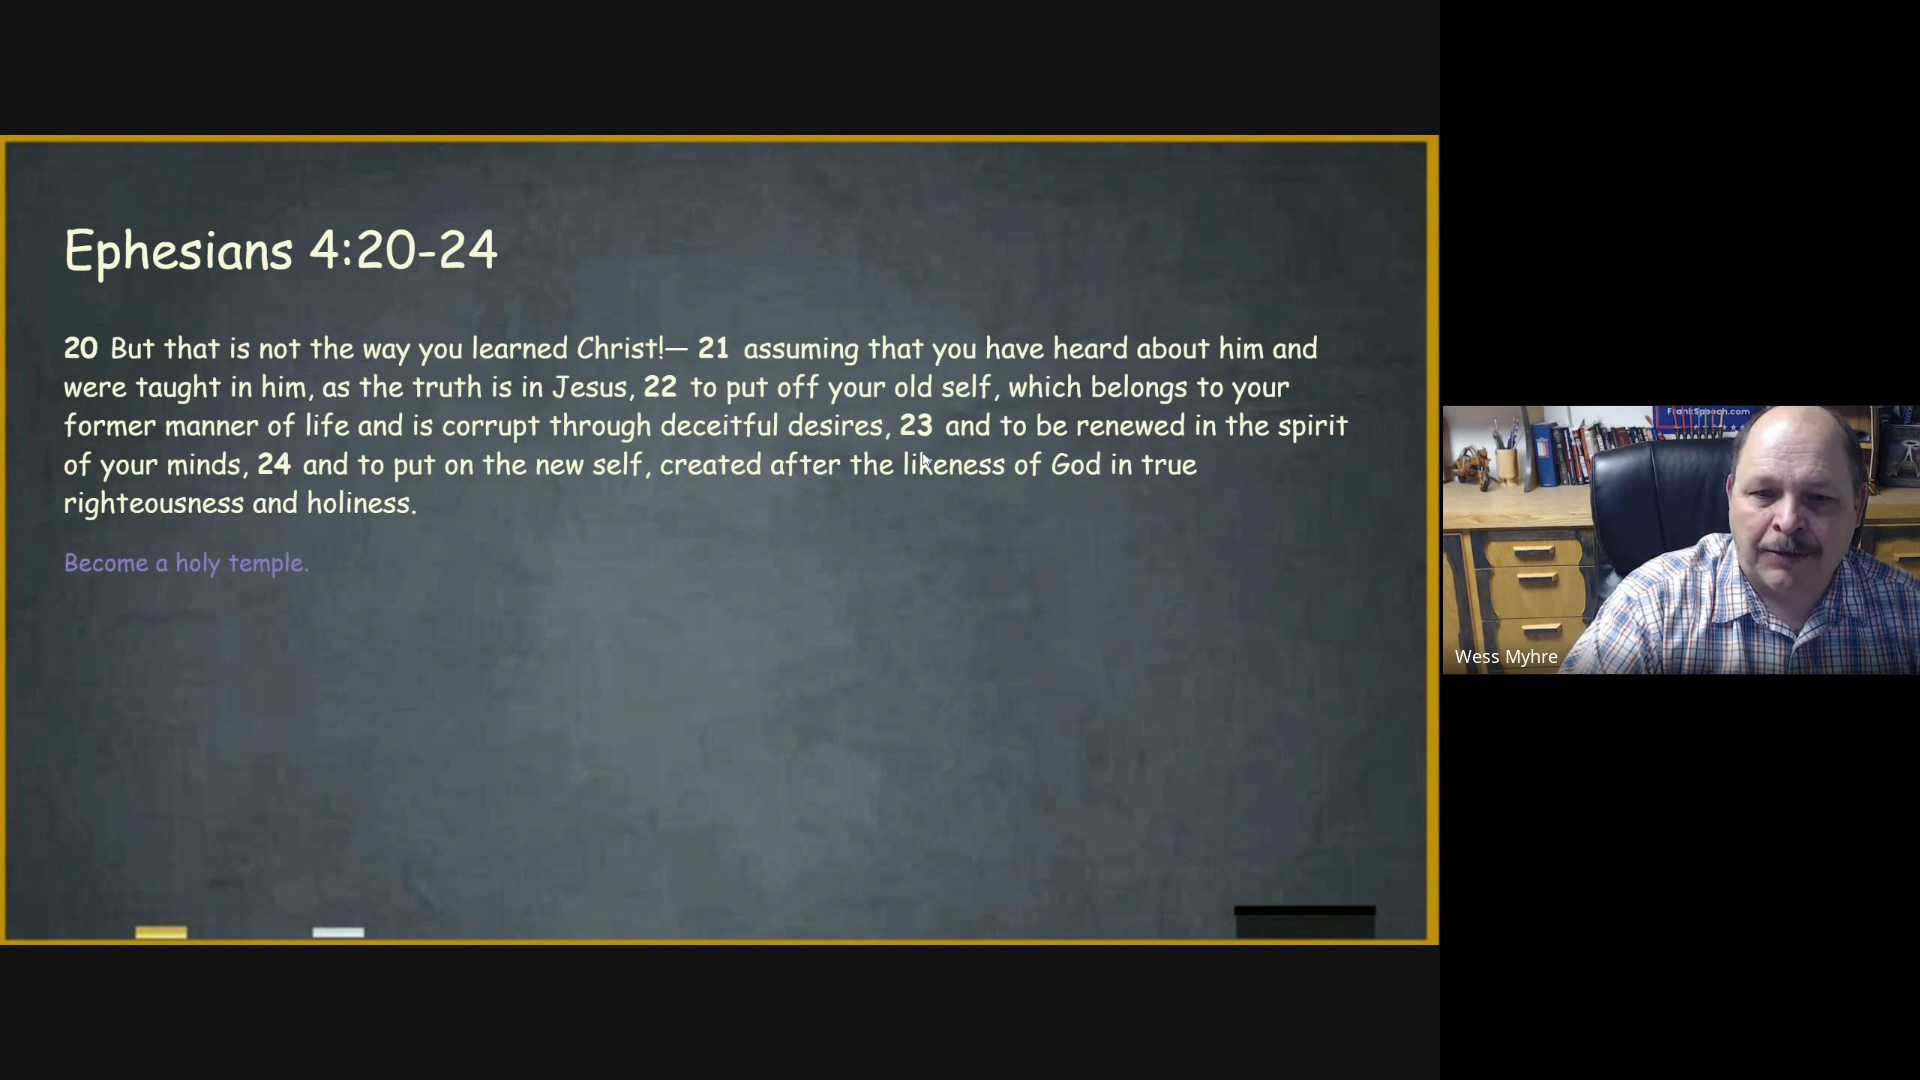 Ephesians 4:20-24
20 But that is not the way you learned Christ!— 21 assuming that you have heard about him and
were taught in him, as the truth is in Jesus, 22 to put off your old self, which belongs to your
former manner of life and is corrupt through deceitful desires, 23 and to be renewed in the spirit
of your minds, 24 and to put on the new self, created after the likeness of God in true
righteousness and holiness.
Become a holy temple.
FrankSpeech.com
Wess Myhre